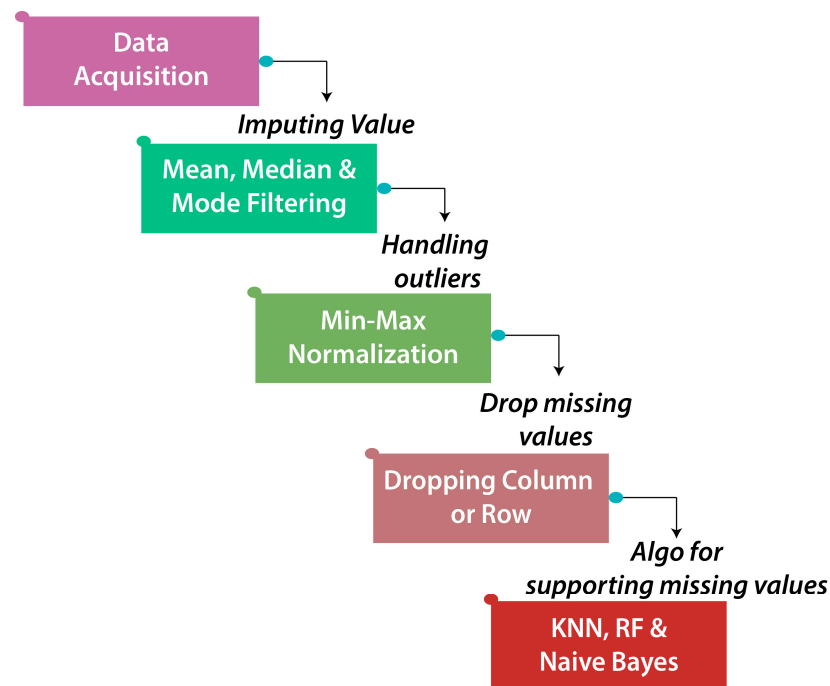 Data
Acquisition
Imputing Value
Mean, Median &
Mode Filtering
Handling
outliers
Min-Max
Normalization
Drop missing
values
Dropping Column
or Row
Algo for
supporting missing values
KNN, RF &
Naive Bayes